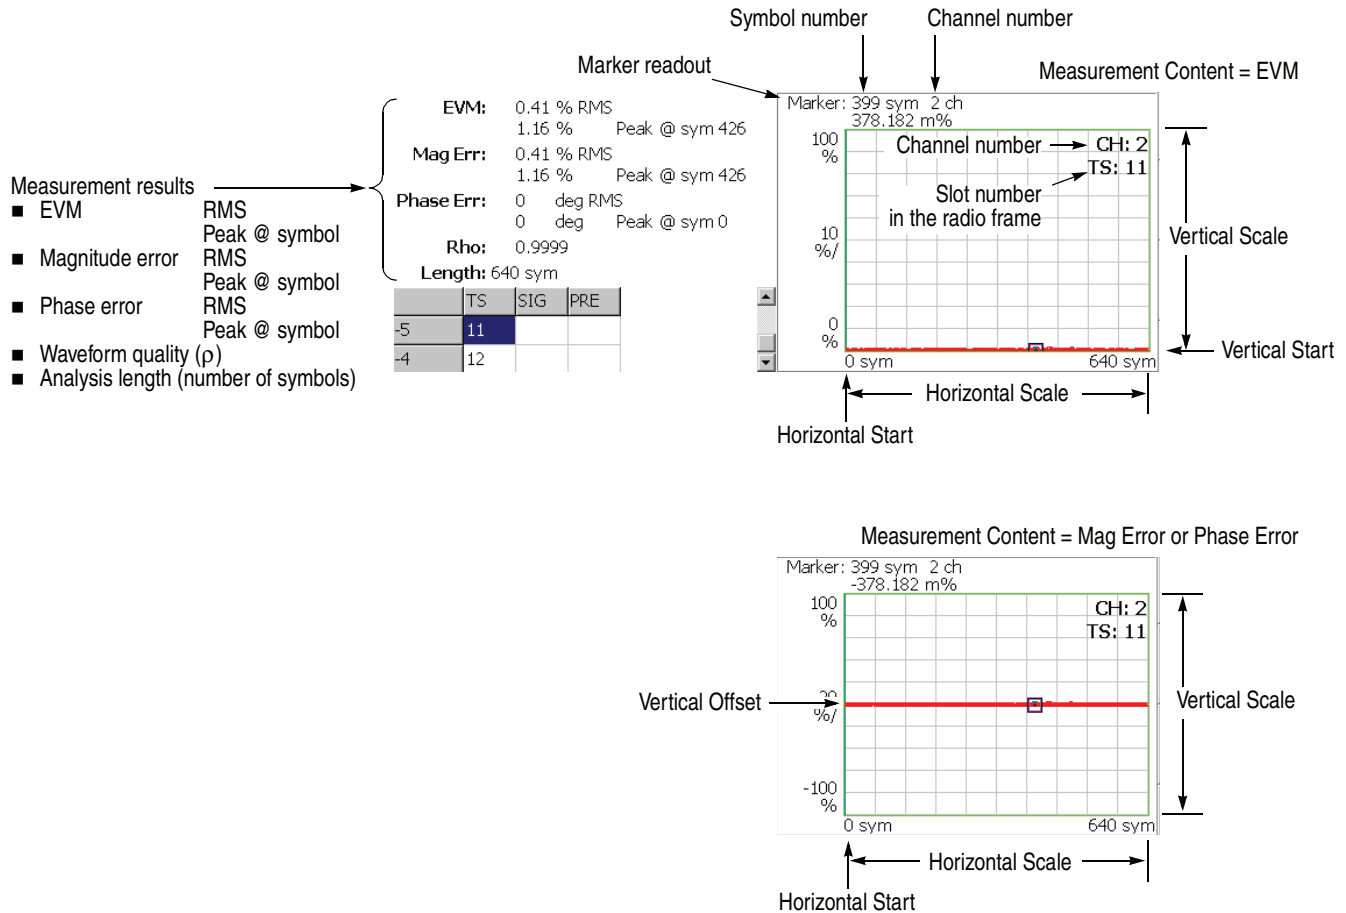 Symbol number
Channel number
Marker readout
Measurement Content = EVM
Marker: 399 sym 2 ch
378.182 m%
100
%
Channel number
CH: 2
TS: 11
Slot number
in the radio frame
10
%/
Vertical Scale
0
%
Vertical Start
0 sym
640 sym
Horizontal Scale
Horizontal Start
EVM: 0.41 % RMS
1.16 % Peak @ sym 426
Mag Err: 0.41 % RMS
1.16 % Peak @ sym 426
Phase Err: 0 deg RMS
0 deg Peak @ sym 0
Rho: 0.9999
Length: 640 sym
TS SIG PRE
-5 11
-4 12
Measurement results
■ EVM RMS
Peak @ symbol
■ Magnitude error RMS
Peak @ symbol
■ Phase error RMS
Peak @ symbol
■ Waveform quality (ρ)
■ Analysis length (number of symbols)
Measurement Content = Mag Error or Phase Error
Marker: 399 sym 2 ch
-378.182 m%
100
%
CH: 2
TS: 11
Vertical Offset
%/
Vertical Scale
-100
%
0 sym
640 sym
Horizontal Scale
Horizontal Start